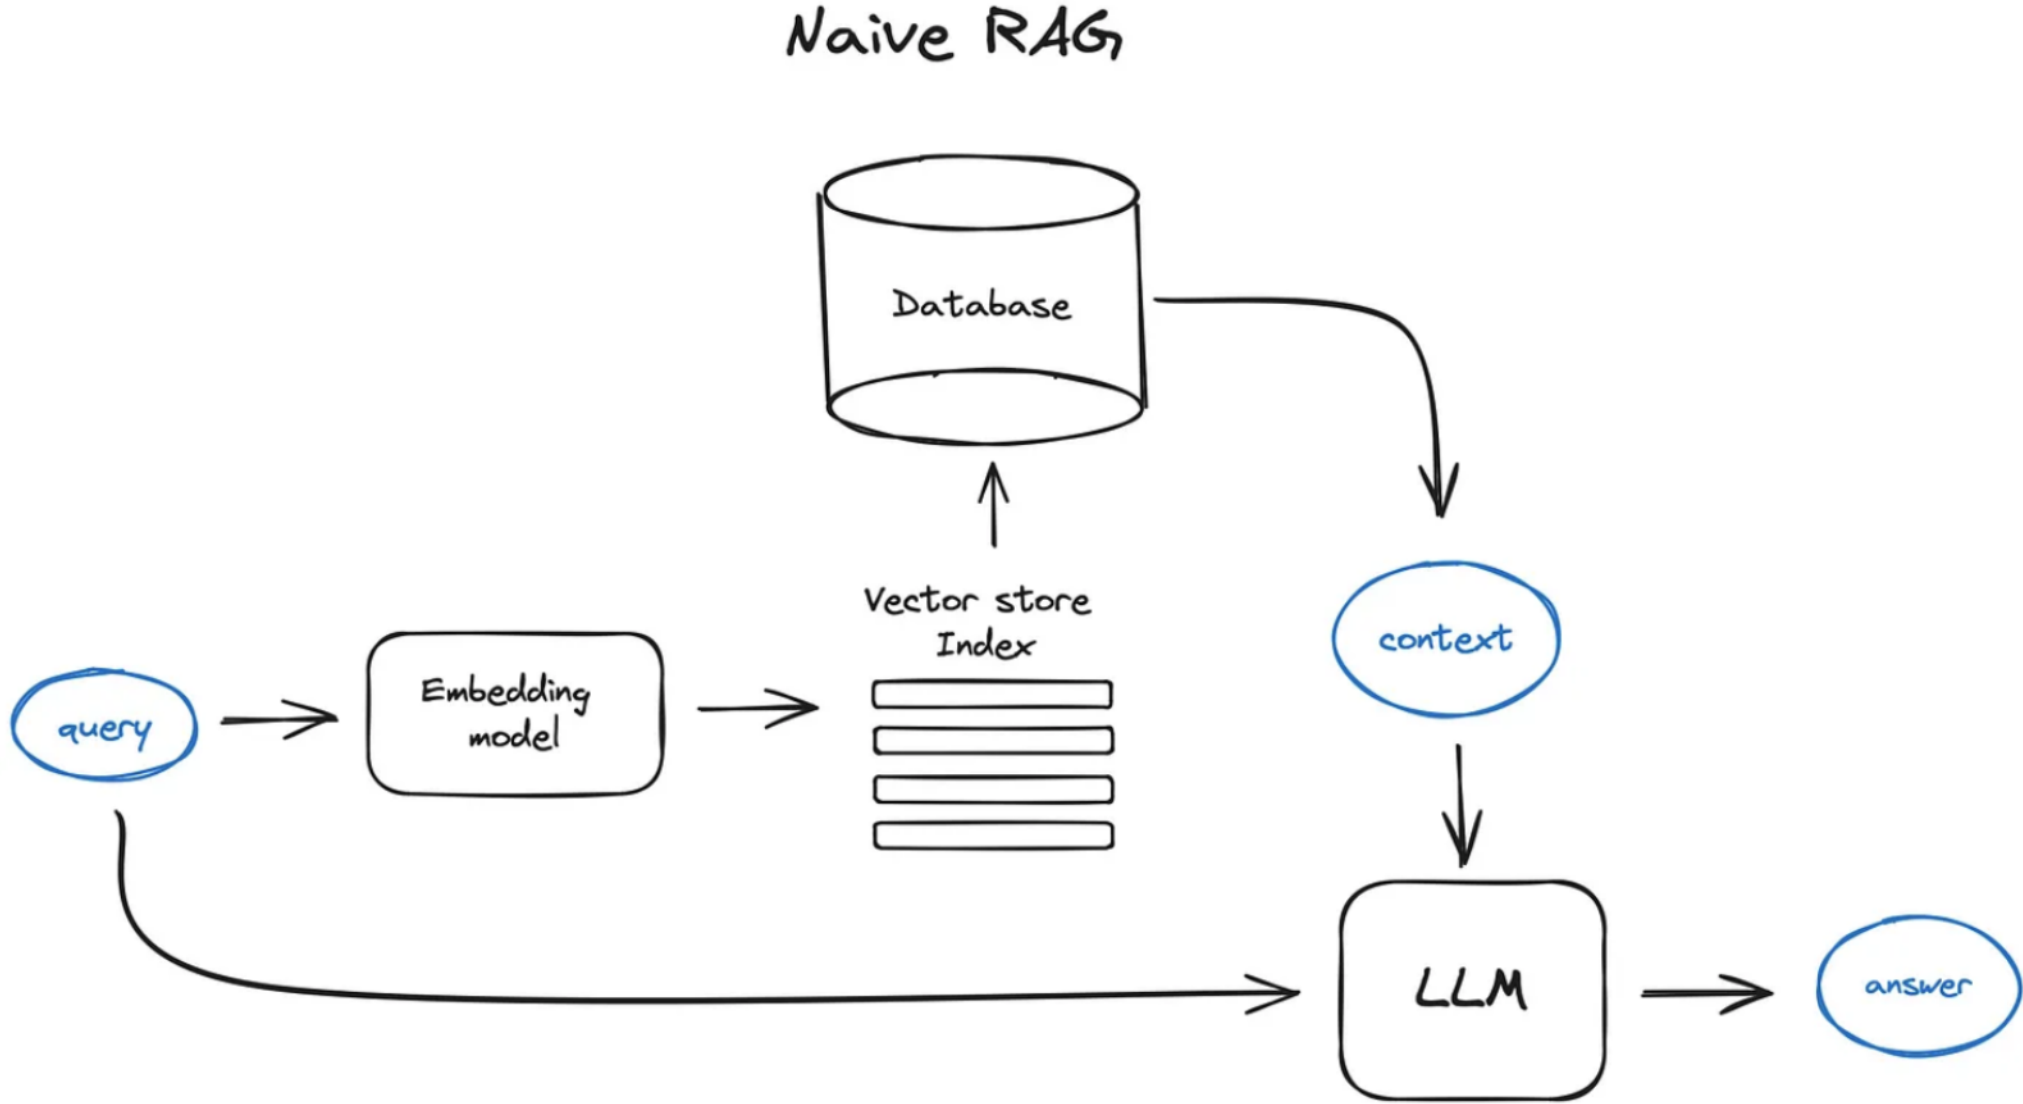 Naive RAG
Database
Vector store
Index
query
Embedding
model
context
LLM
answer